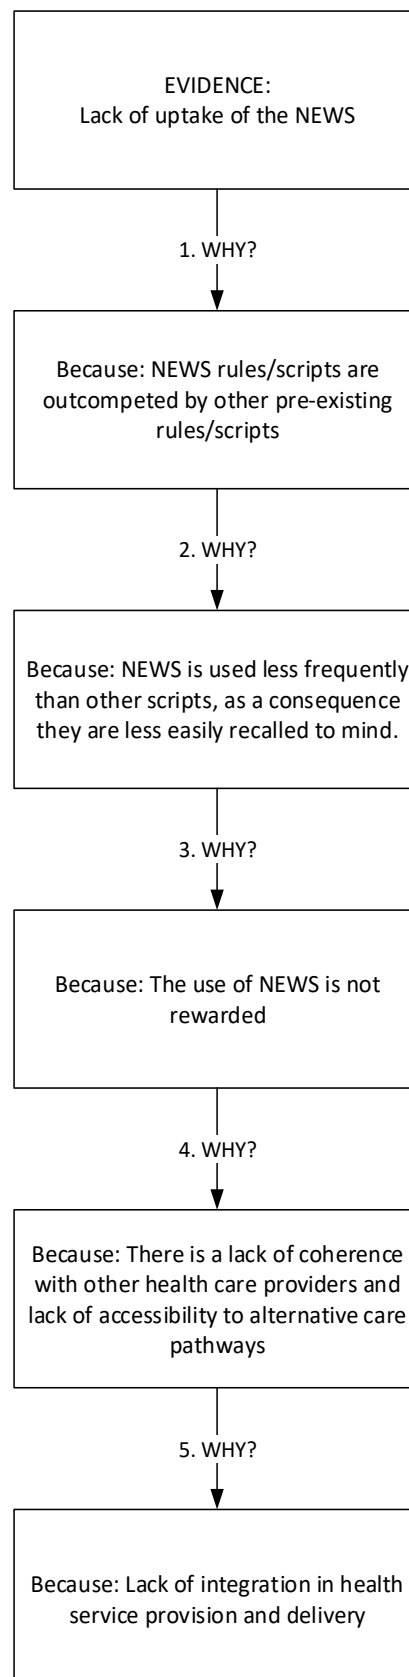 EVIDENCE:
Lack of uptake of the NEWS
1. WHY?
Because: NEWS rules/scripts are
outcompeted by other pre-existing
rules/scripts
2. WHY?
Because: NEWS is used less frequently
than other scripts, as a consequence
they are less easily recalled to mind.
3. WHY?
Because: The use of NEWS is not
rewarded
4. WHY?
Because: There is a lack of coherence
with other health care providers and
lack of accessibility to alternative care
pathways
5. WHY?
Because: Lack of integration in health
service provision and delivery